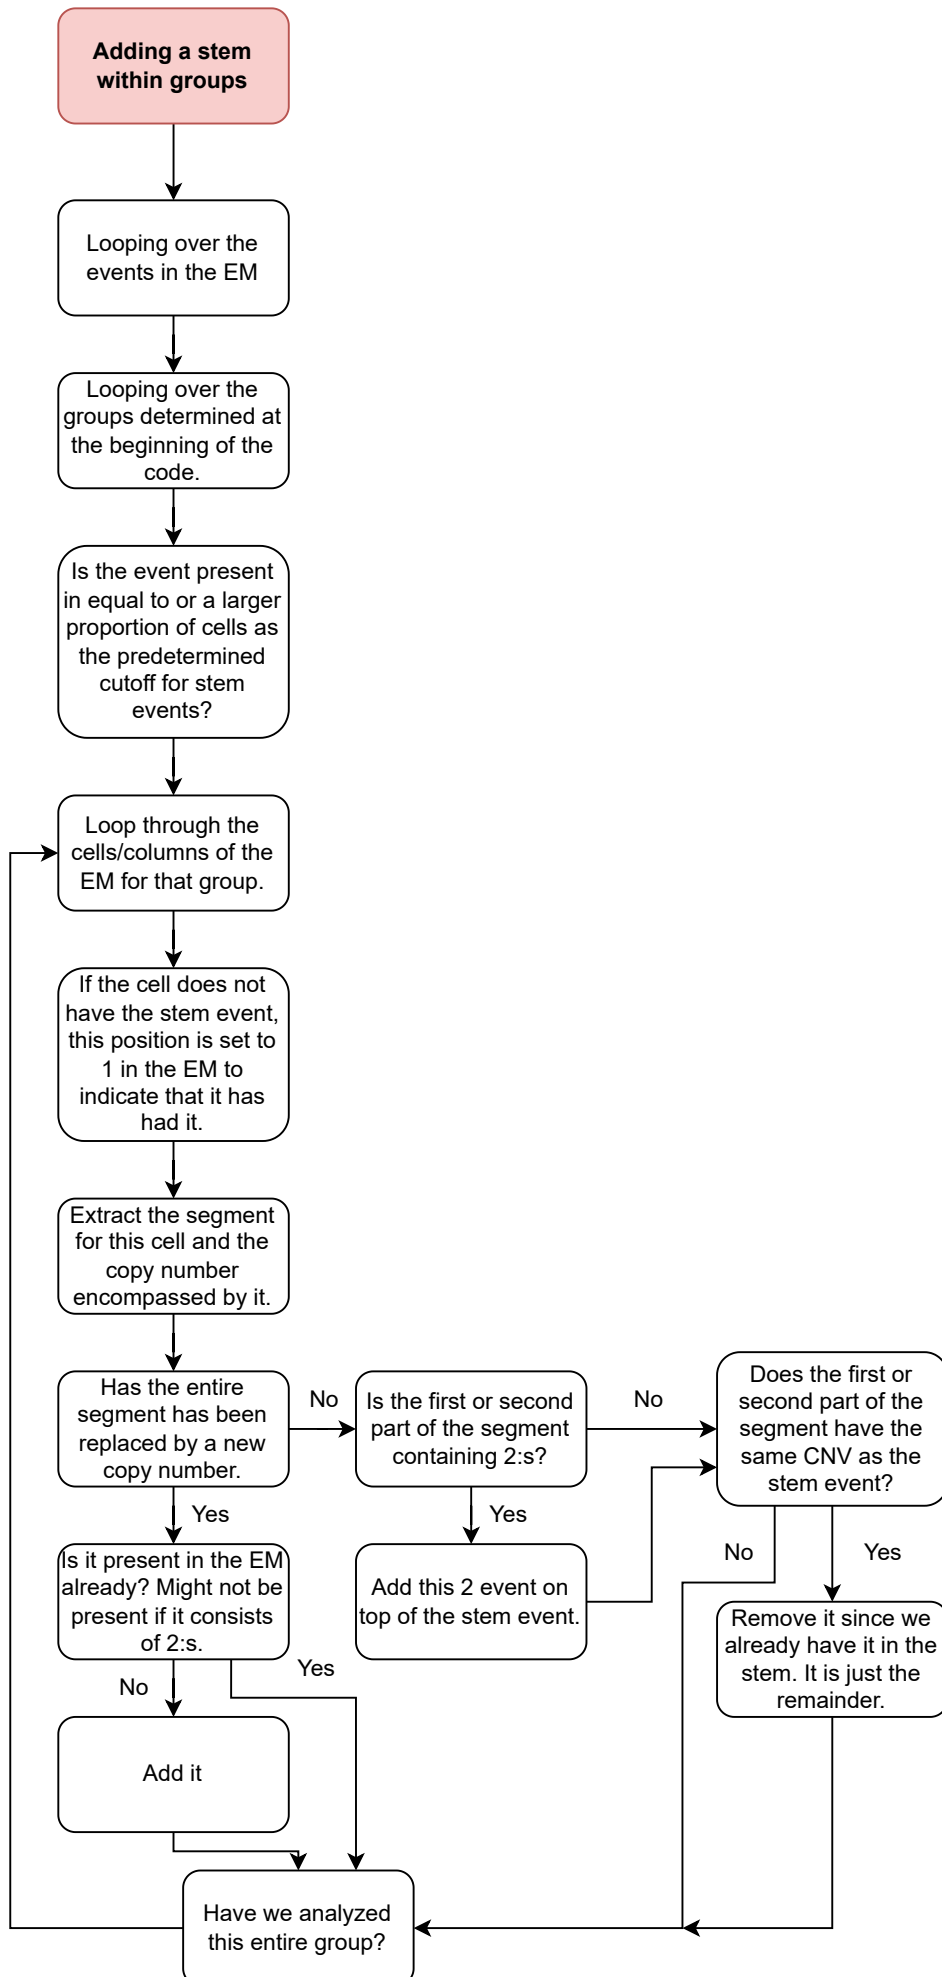 Adding a stem
within groups
Looping over the
events in the EM
Looping over the
groups determined at
the beginning of the
code.
Is the event present
in equal to or a larger
proportion of cells as
the predetermined
cutoff for stem
events?
Loop through the
cells/columns of the
EM for that group.
If the cell does not
have the stem event,
this position is set to
1 in the EM to
indicate that it has
had it.
Extract the segment
for this cell and the
copy number
encompassed by it.
Has the entire
segment has been
replaced by a new
copy number.
No
Is the first or second
part of the segment
containing 2:s?
No
Does the first or
second part of the
segment have the
same CNV as the
stem event?
Yes
Yes
No
Yes
Is it present in the EM
already? Might not be
present if it consists
of 2:s.
Add this 2 event on
top of the stem event.
Remove it since we
already have it in the
stem. It is just the
remainder.
No
Yes
Add it
Have we analyzed
this entire group?